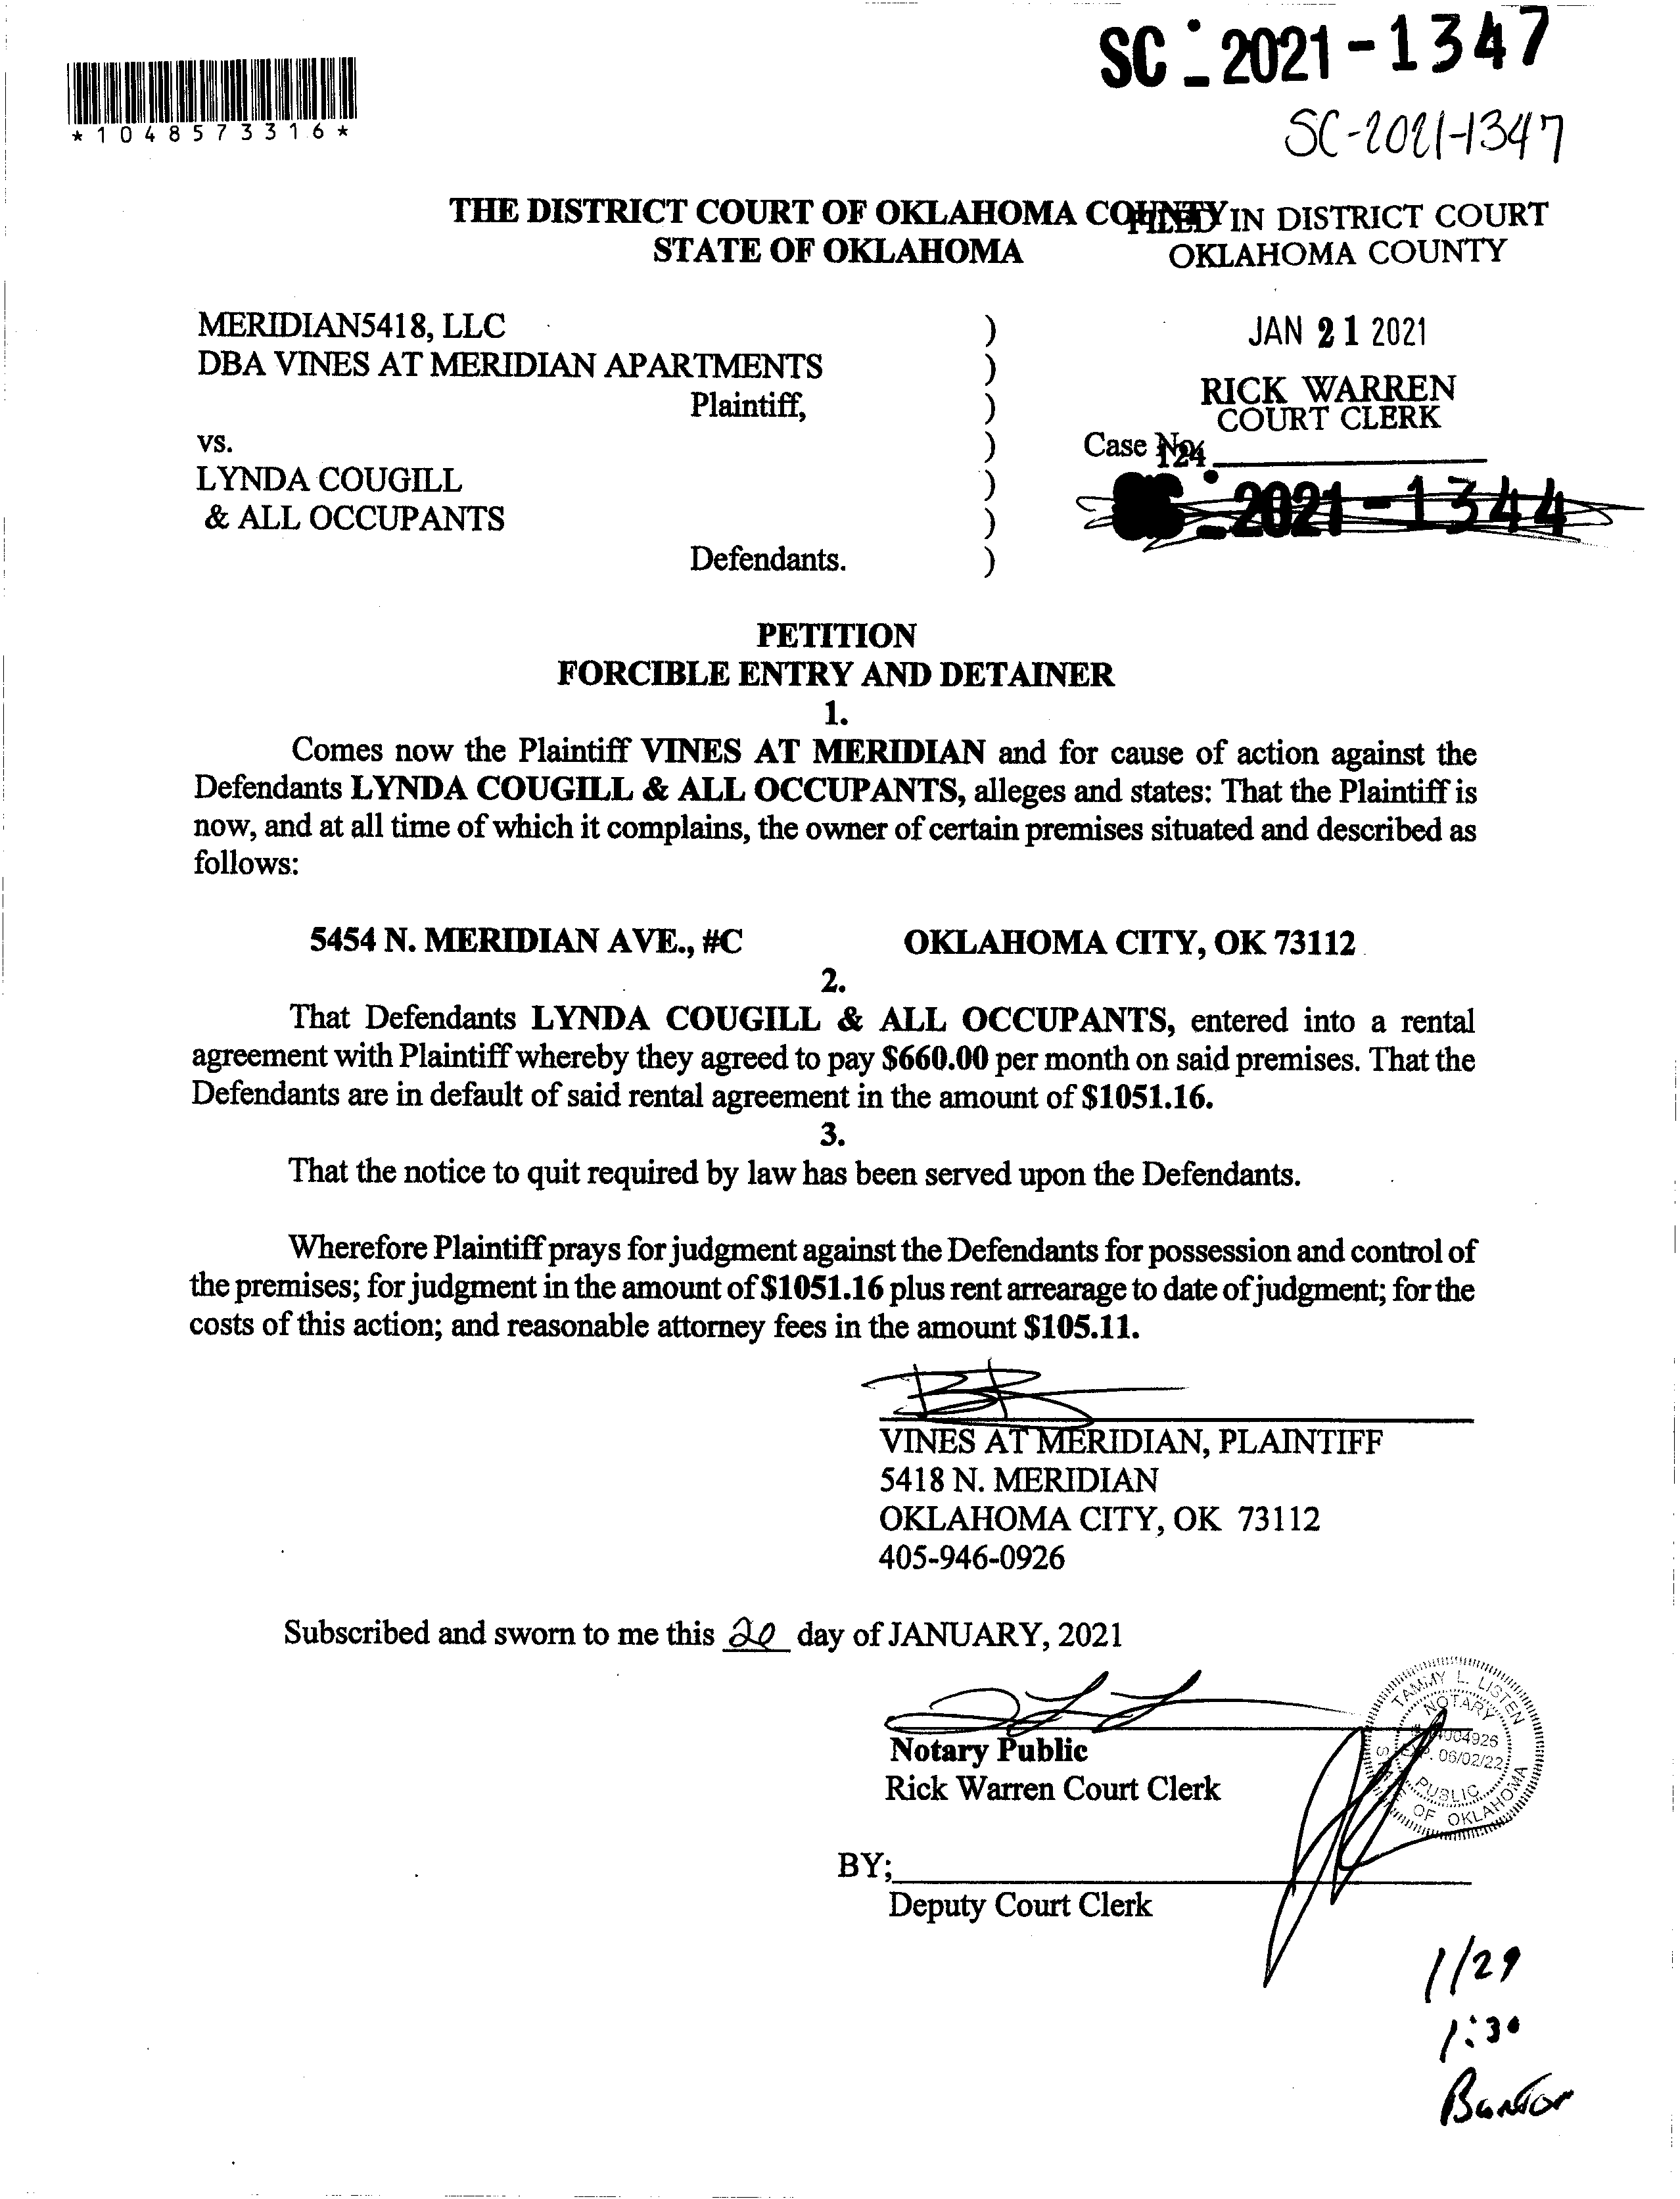 SC-2021-1347
*1048573316*
SC-2021-1347
THE DISTRICT COURT OF OKLAHOMA COUNTY
FILED IN DISTRICT COURT
STATE OF OKLAHOMA
OKLAHOMA COUNTY
MERIDIAN5418, LLC )
JAN 21 2021
DBA VINES AT MERIDIAN APARTMENTS )
Plaintiff, )
RICK WARREN
COURT CLERK
vs. )
Case No.
124
LYNDA COUGILL )
SC-2021-1344
& ALL OCCUPANTS )
Defendants. )
PETITION
FORCIBLE ENTRY AND DETAINER
1.
Comes now the Plaintiff VINES AT MERIDIAN and for cause of action against the
Defendants LYNDA COUGILL & ALL OCCUPANTS, alleges and states: That the Plaintiff is
now, and at all time of which it complains, the owner of certain premises situated and described as
follows:
5454 N. MERIDIAN AVE., #C OKLAHOMA CITY, OK 73112
2.
That Defendants LYNDA COUGILL & ALL OCCUPANTS, entered into a rental
agreement with Plaintiff whereby they agreed to pay $660.00 per month on said premises. That the
Defendants are in default of said rental agreement in the amount of $1051.16.
3.
That the notice to quit required by law has been served upon the Defendants.
Wherefore Plaintiff prays for judgment against the Defendants for possession and control of
the premises; for judgment in the amount of $1051.16 plus rent arrearage to date of judgment; for the
costs of this action; and reasonable attorney fees in the amount $105.11.
VINES AT MERIDIAN, PLAINTIFF
5418 N. MERIDIAN
OKLAHOMA CITY, OK 73112
405-946-0926
Subscribed and sworn to me this 20 day of JANUARY, 2021
TAMMY L. LISTEN
NOTARY
EXP. 06/02/22
PUBLIC
STATE OF OKLAHOMA
Notary Public
Rick Warren Court Clerk
BY;
Deputy Court Clerk
1/29
1:30